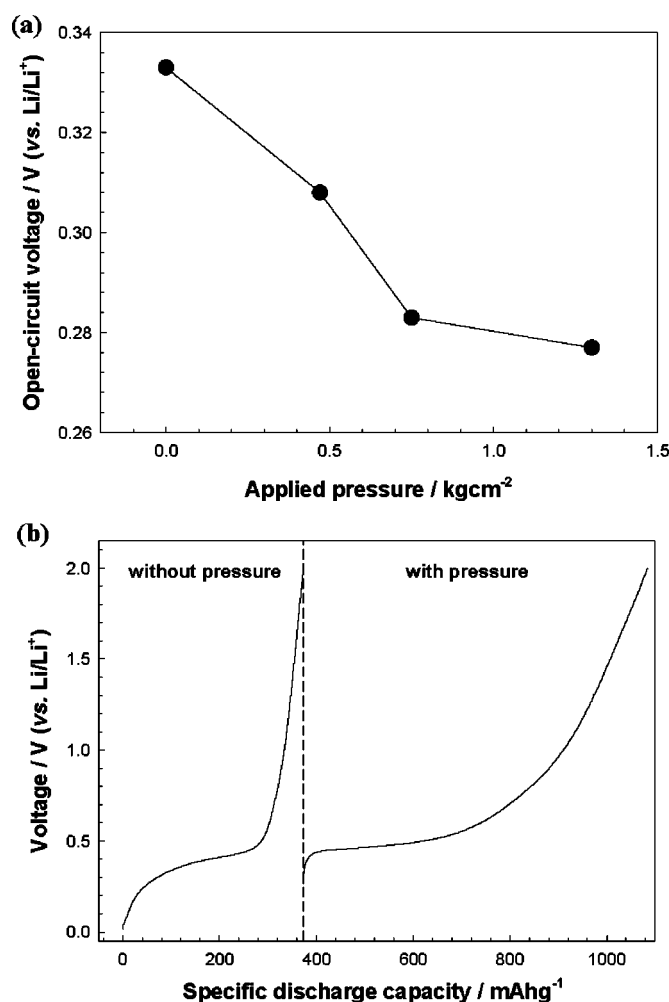 (a)
0.34
0.32
0.30
0.28
0.26
Open-circuit voltage / V (vs. Li/Li⁺)
0.0 0.5 1.0 1.5
Applied pressure / kgcm⁻²
(b)
without pressure with pressure
2.0
1.5
1.0
0.5
0.0
Voltage / V (vs. Li/Li⁺)
0 200 400 600 800 1000
Specific discharge capacity / mAhg⁻¹